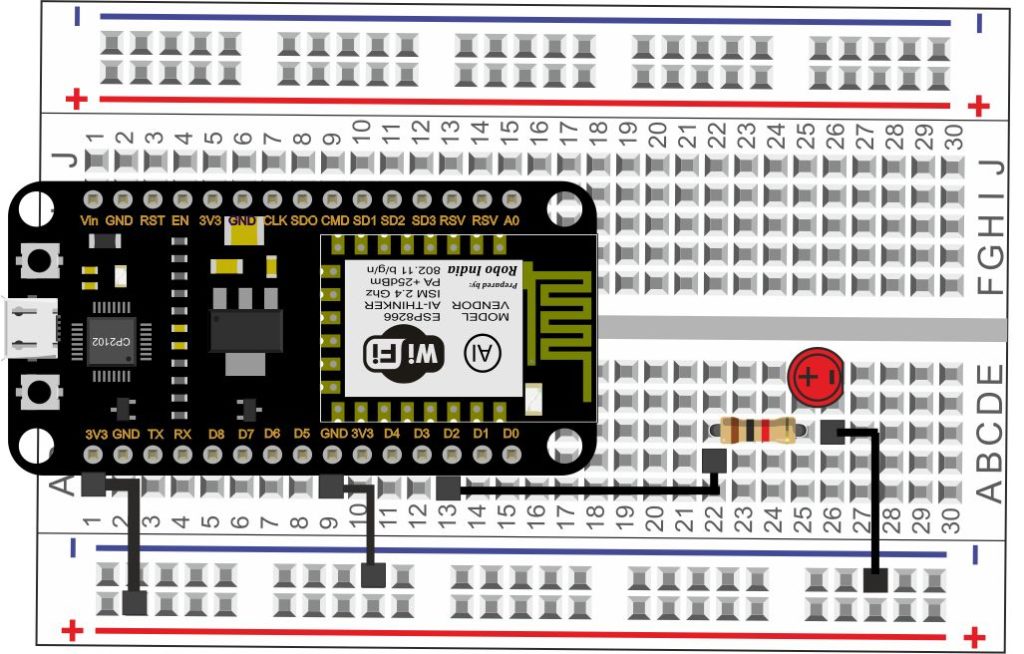 - -
+ +
1 2 3 4 5 6 7 8 9 10 11 12 13 14 15 16 17 18 19 20 21 22 23 24 25 26 27 28 29 30
J J
I
H
G
F
Vin GND RST EN 3V3 GND CLK SDO CMD SD1 SD2 SD3 RSV RSV A0
Prepared by: Robo India
MODEL ESP8266
VENDOR AI-THINKER
ISM 2.4 Ghz
PA +25dBm
802.11 b/g/n
AI
Wi Fi
CP2102
+ -
3V3 GND TX RX D8 D7 D6 D5 GND 3V3 D4 D3 D2 D1 D0
E
D
C
B
A A
1 2 3 4 5 6 7 8 9 10 11 12 13 14 15 16 17 18 19 20 21 22 23 24 25 26 27 28 29 30
- -
+ +